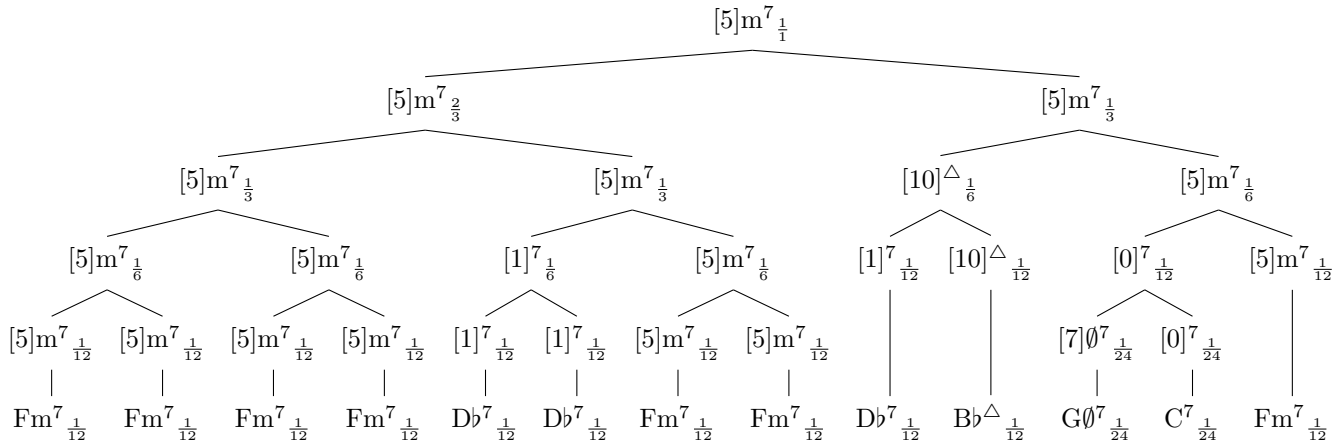 [5]m⁷ 1/1
[5]m⁷ 2/3 [5]m⁷ 1/3
[5]m⁷ 1/3 [5]m⁷ 1/3 [10]△ 1/6 [5]m⁷ 1/6
[5]m⁷ 1/6 [5]m⁷ 1/6 [1]⁷ 1/6 [5]m⁷ 1/6 [1]⁷ 1/12 [10]△ 1/12 [0]⁷ 1/12 [5]m⁷ 1/12
[5]m⁷ 1/12 [5]m⁷ 1/12 [5]m⁷ 1/12 [5]m⁷ 1/12 [1]⁷ 1/12 [1]⁷ 1/12 [5]m⁷ 1/12 [5]m⁷ 1/12 [7]∅⁷ 1/24 [0]⁷ 1/24
Fm⁷ 1/12 Fm⁷ 1/12 Fm⁷ 1/12 Fm⁷ 1/12 D♭⁷ 1/12 D♭⁷ 1/12 Fm⁷ 1/12 Fm⁷ 1/12 D♭⁷ 1/12 B♭△ 1/12 G∅⁷ 1/24 C⁷ 1/24 Fm⁷ 1/12